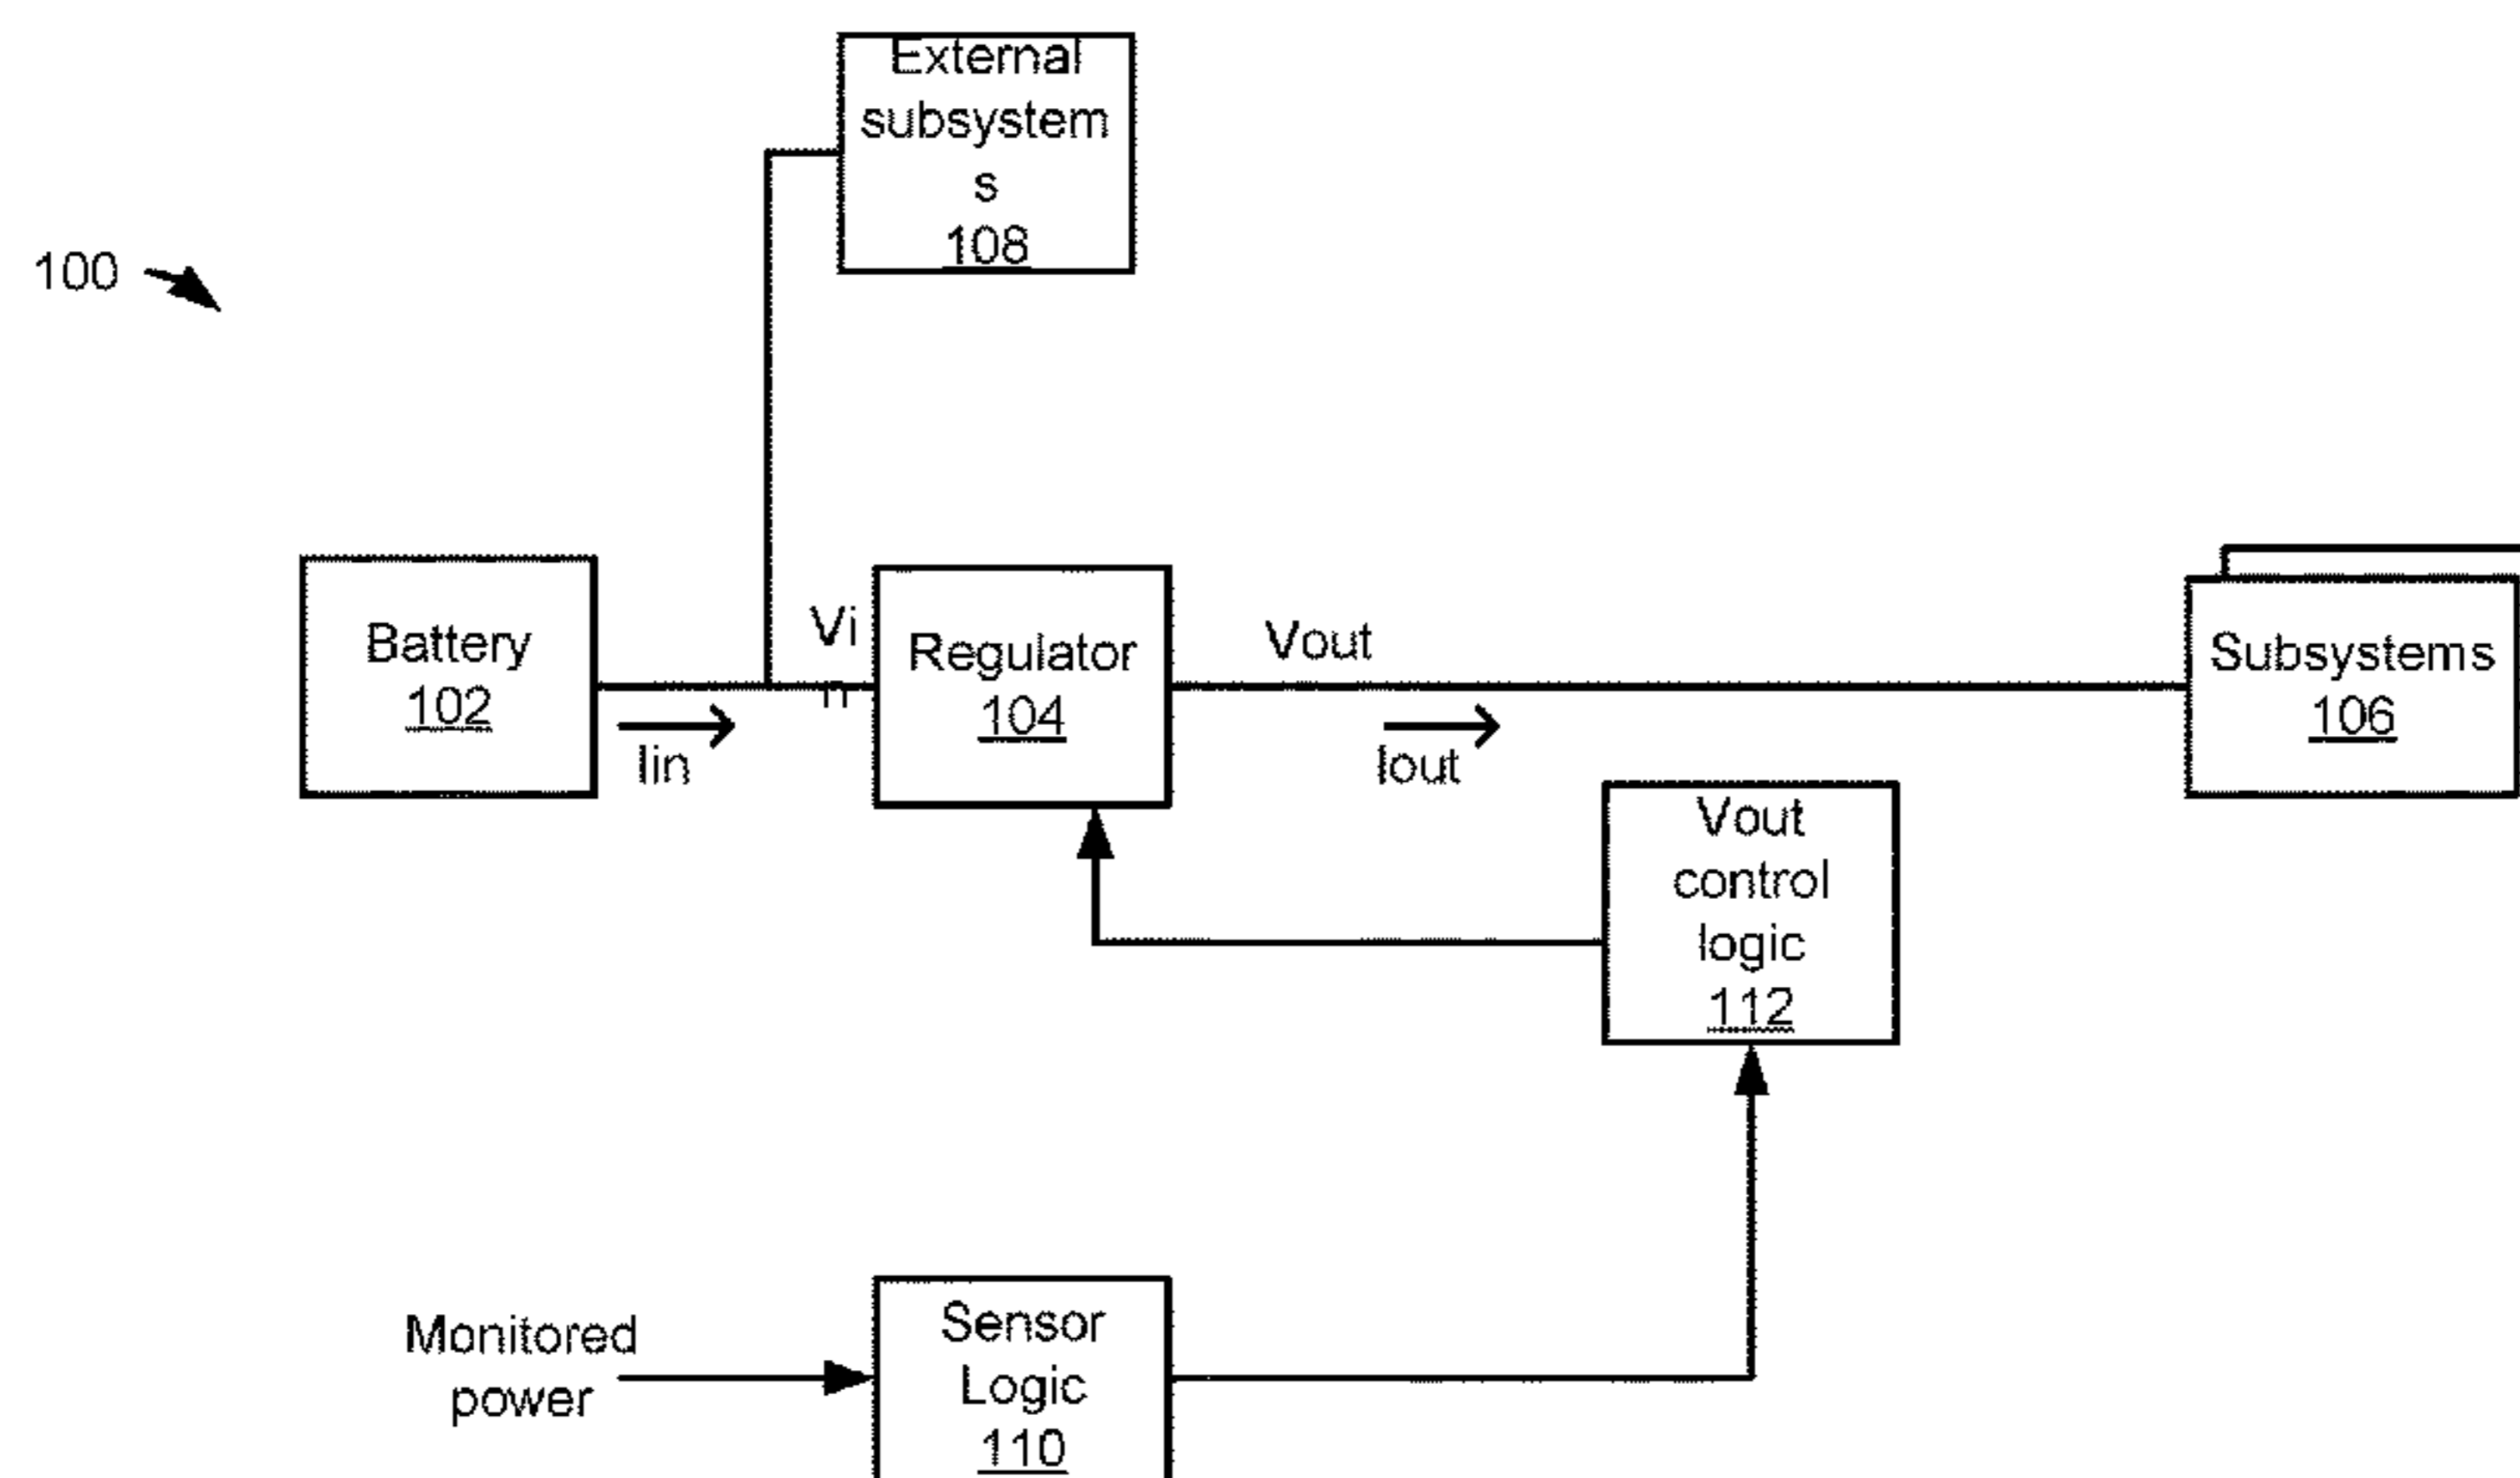 External
subsystem
s
108
100
Battery
102
Vi
n
Iin
Regulator
104
Vout
Iout
Subsystems
106
Vout
control
logic
112
Monitored
power
Sensor
Logic
110